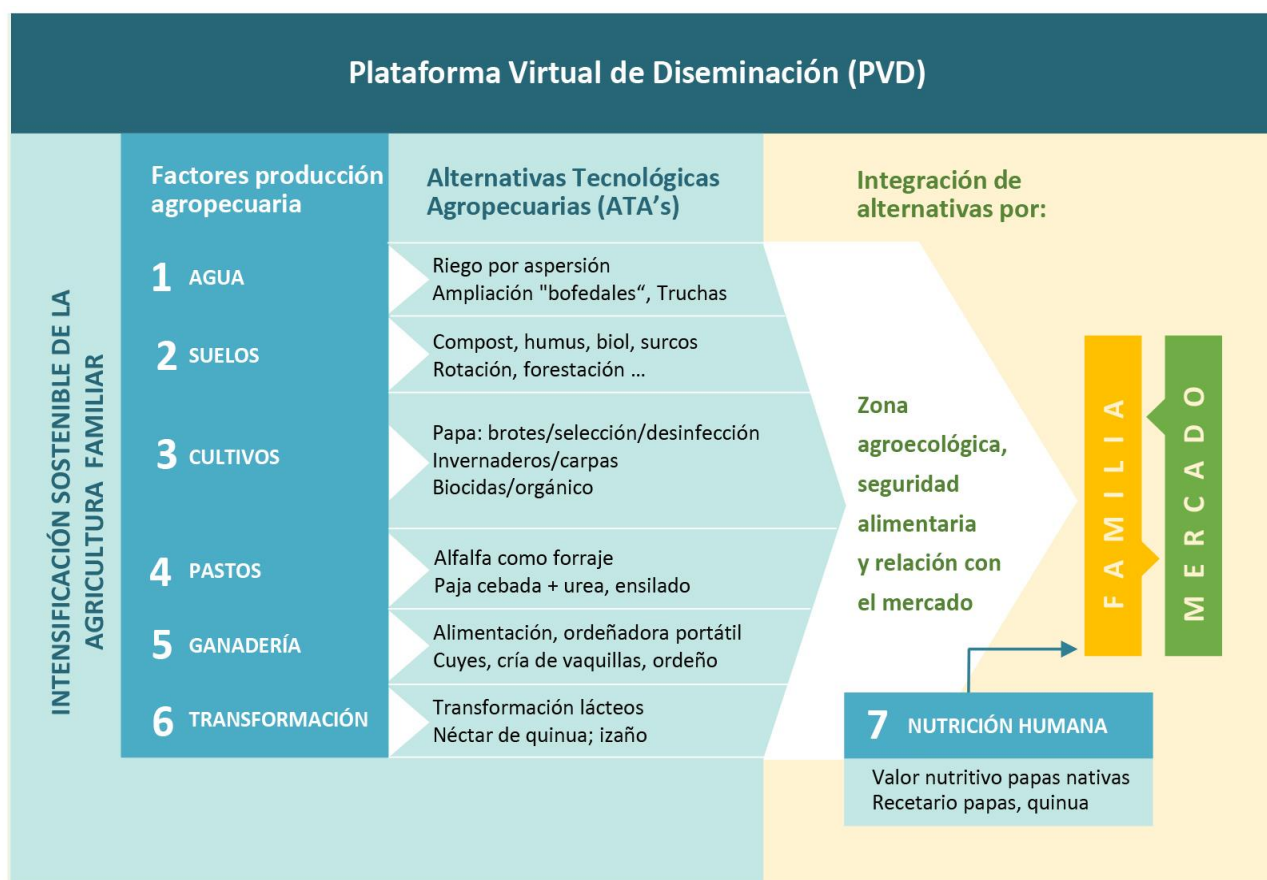 Plataforma Virtual de Diseminación (PVD)
INTENSIFICACIÓN SOSTENIBLE DE LA
AGRICULTURA FAMILIAR
Factores producción
agropecuaria
1 AGUA
2 SUELOS
3 CULTIVOS
4 PASTOS
5 GANADERÍA
6 TRANSFORMACIÓN
Alternativas Tecnológicas
Agropecuarias (ATA’s)
Riego por aspersión
Ampliación "bofedales“, Truchas
Compost, humus, biol, surcos
Rotación, forestación ...
Papa: brotes/selección/desinfección
Invernaderos/carpas
Biocidas/orgánico
Alfalfa como forraje
Paja cebada + urea, ensilado
Alimentación, ordeñadora portátil
Cuyes, cría de vaquillas, ordeño
Transformación lácteos
Néctar de quinua; izaño
Integración de
alternativas por:
Zona
agroecológica,
seguridad
alimentaria
y relación con
el mercado
FAMILIA
MERCADO
7 NUTRICIÓN HUMANA
Valor nutritivo papas nativas
Recetario papas, quinua